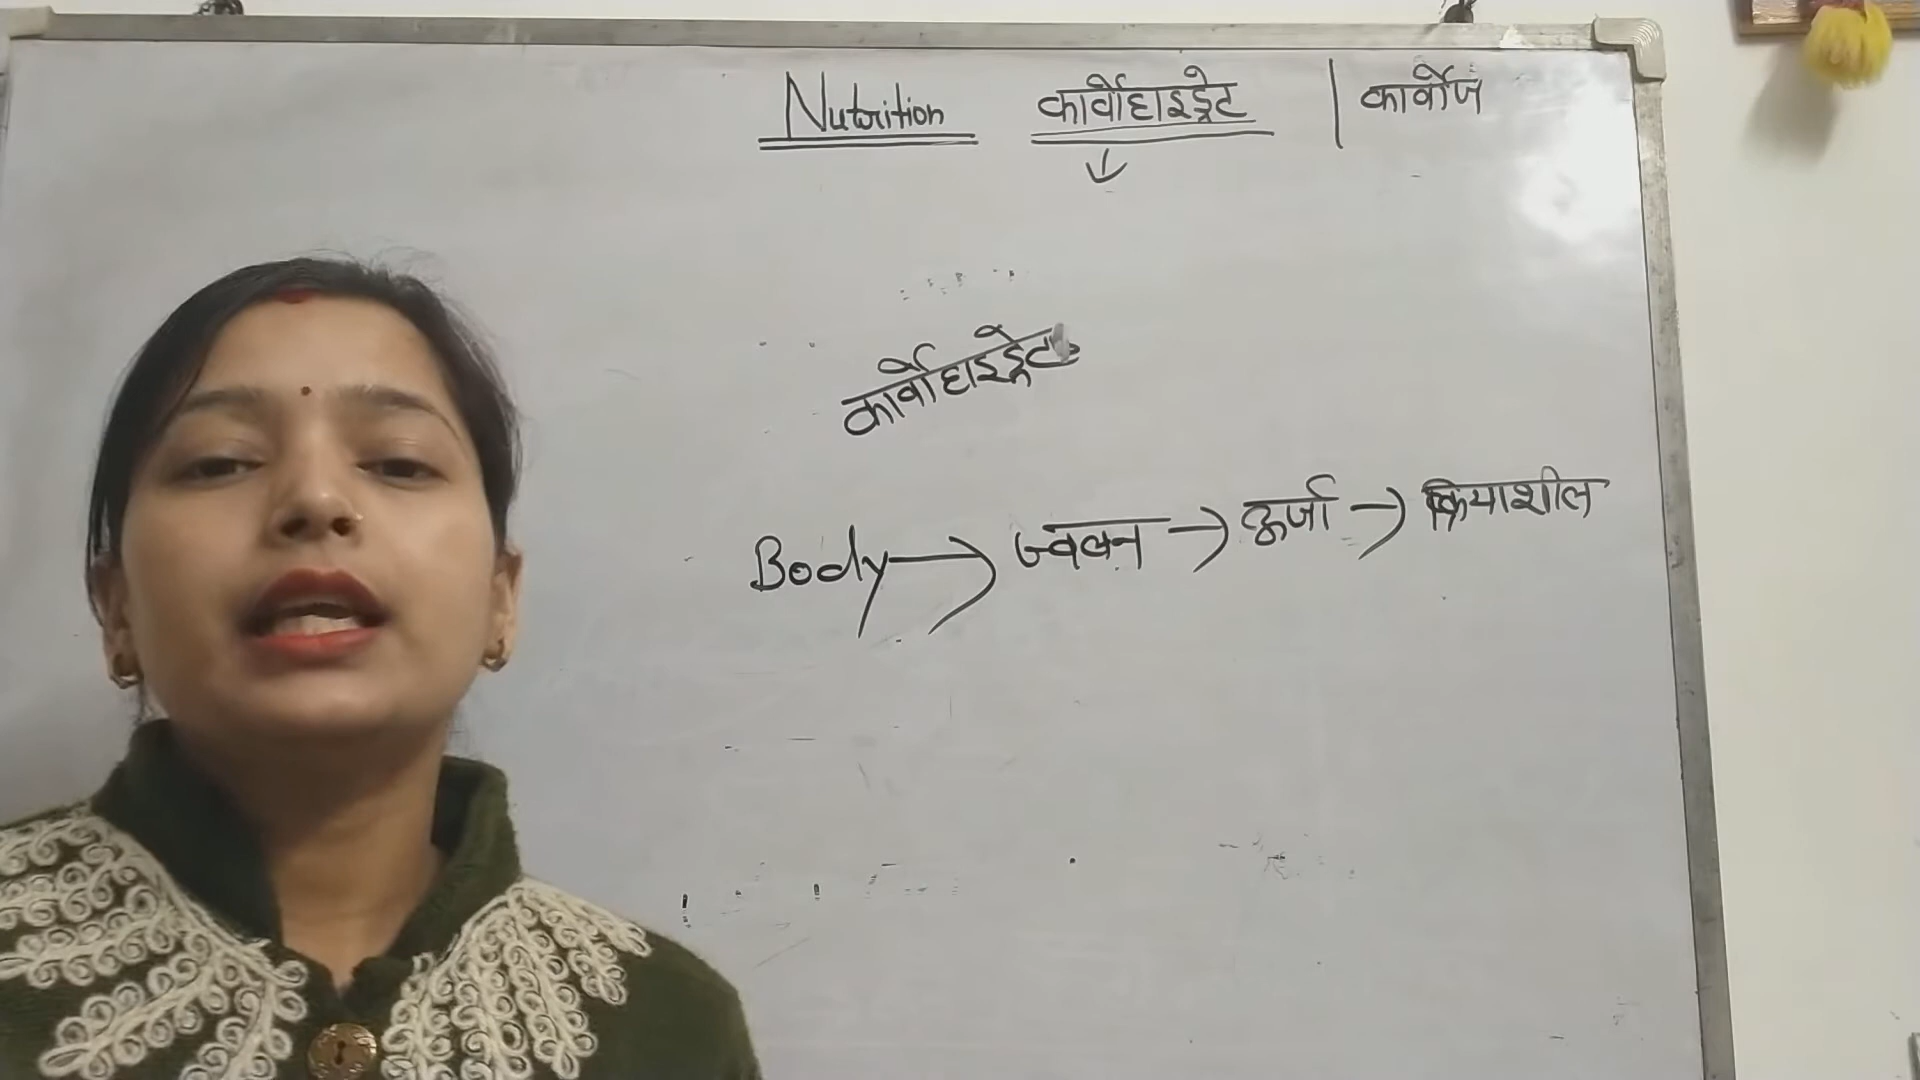 Nutrition कार्वोहाइड्रेट | कार्वोज
↓
कार्वोहाइड्रेट
Body → ज्वलन → ऊर्जा → क्रियाशील